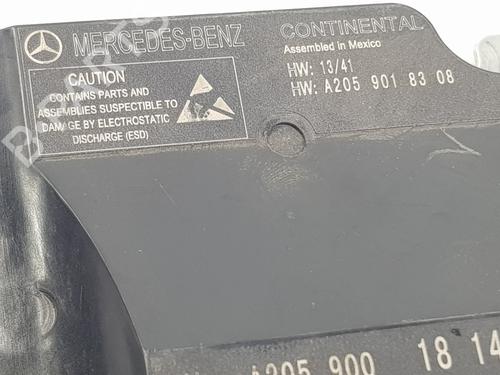 MERCEDES-BENZ
CONTINENTAL
Assembled in Mexico
HW: 13/41
HW: A205 901 83 08
CAUTION
CONTAINS PARTS AND
ASSEMBLIES SUSPECTIBLE TO
DAMAGE BY ELECTROSTATIC
DISCHARGE (ESD)
A205 900 18 14